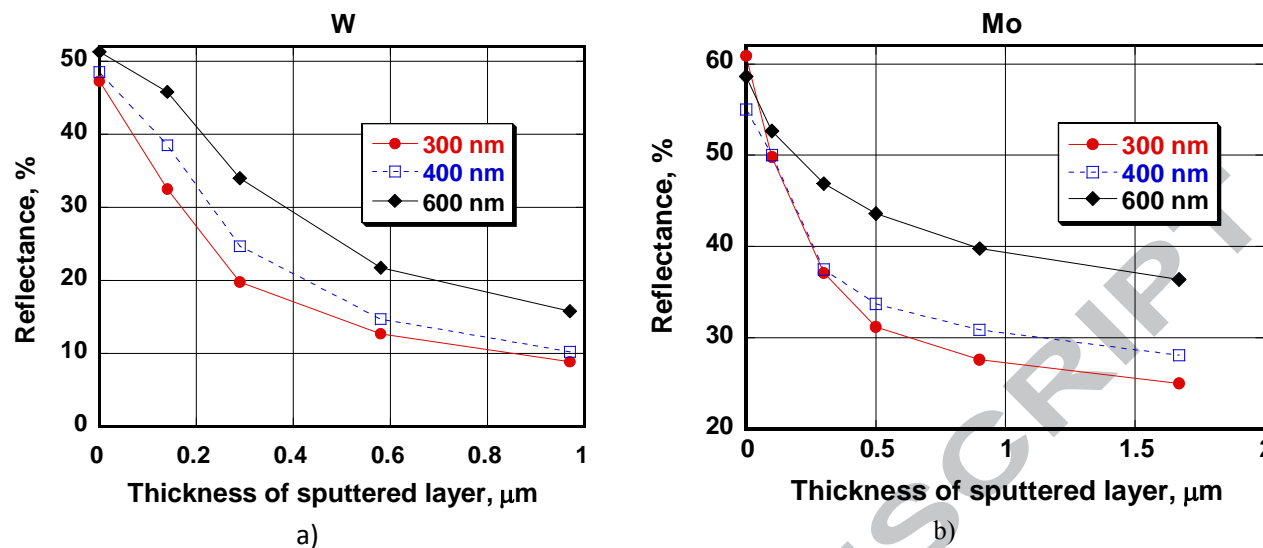 W
Reflectance, %
50
40
30
20
10
0
300 nm
400 nm
600 nm
0
0.2
0.4
0.6
0.8
1
Thickness of sputtered layer, μm
a)
Mo
Reflectance, %
60
50
40
30
20
300 nm
400 nm
600 nm
0
0.5
1
1.5
2
Thickness of sputtered layer, μm
b)
SCRIPT